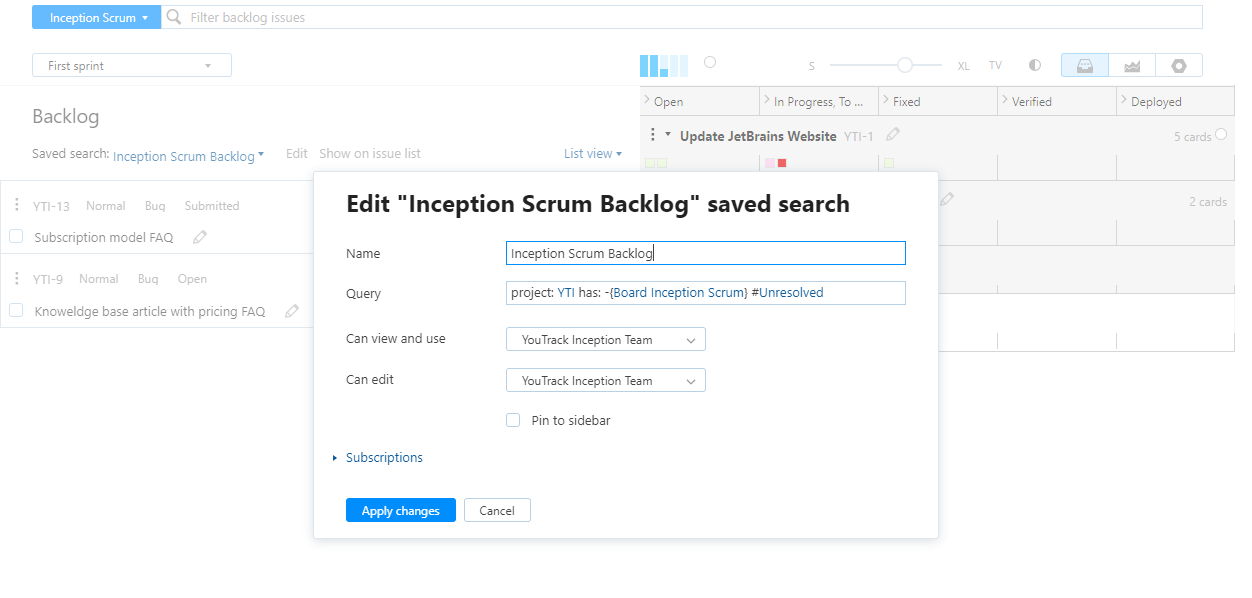 Inception Scrum
Filter backlog issues
First sprint
S
XL
TV
Backlog
Saved search: Inception Scrum Backlog
Edit
Show on issue list
List view
Open
In Progress, To ...
Fixed
Verified
Deployed
Update JetBrains Website YTI-1
5 cards
2 cards
YTI-13 Normal Bug Submitted
Subscription model FAQ
YTI-9 Normal Bug Open
Knoweldge base article with pricing FAQ
Edit "Inception Scrum Backlog" saved search
Name
Inception Scrum Backlog
Query
project: YTI has: -{Board Inception Scrum} #Unresolved
Can view and use
YouTrack Inception Team
Can edit
YouTrack Inception Team
Pin to sidebar
Subscriptions
Apply changes
Cancel